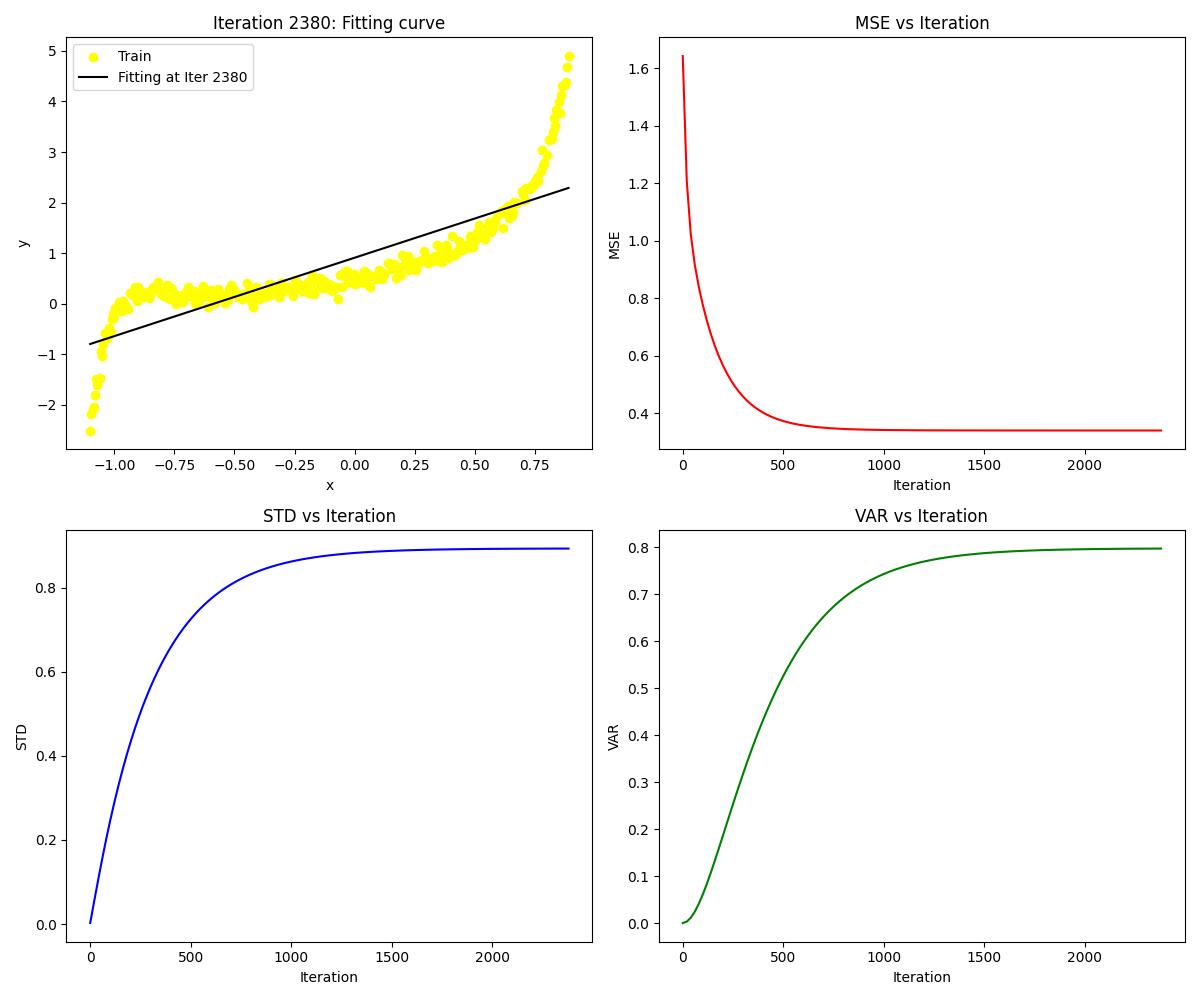 Iteration 2380: Fitting curve
Train
Fitting at Iter 2380
5
4
3
2
1
0
−1
−2
y
−1.00 −0.75 −0.50 −0.25 0.00 0.25 0.50 0.75
x
MSE vs Iteration
1.6
1.4
1.2
1.0
0.8
0.6
0.4
MSE
0 500 1000 1500 2000
Iteration
STD vs Iteration
0.8
0.6
0.4
0.2
0.0
STD
0 500 1000 1500 2000
Iteration
VAR vs Iteration
0.8
0.7
0.6
0.5
0.4
0.3
0.2
0.1
0.0
VAR
0 500 1000 1500 2000
Iteration